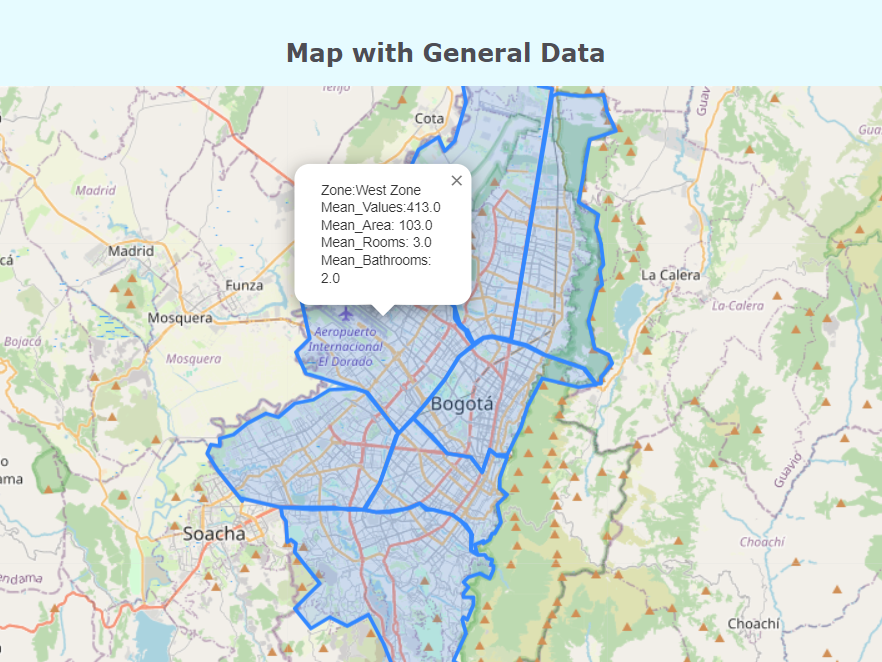 Map with General Data
Tenjo
Cota
Zone:West Zone
Mean_Values:413.0
Mean_Area: 103.0
Mean_Rooms: 3.0
Mean_Bathrooms:
2.0
×
Madrid
Madrid
Funza
Mosquera
Bojacá
Mosquera
Aeropuerto
Internacional
El Dorado
La Calera
La-Calera
Bogotá
Soacha
Guavio
Choachí
Choachí